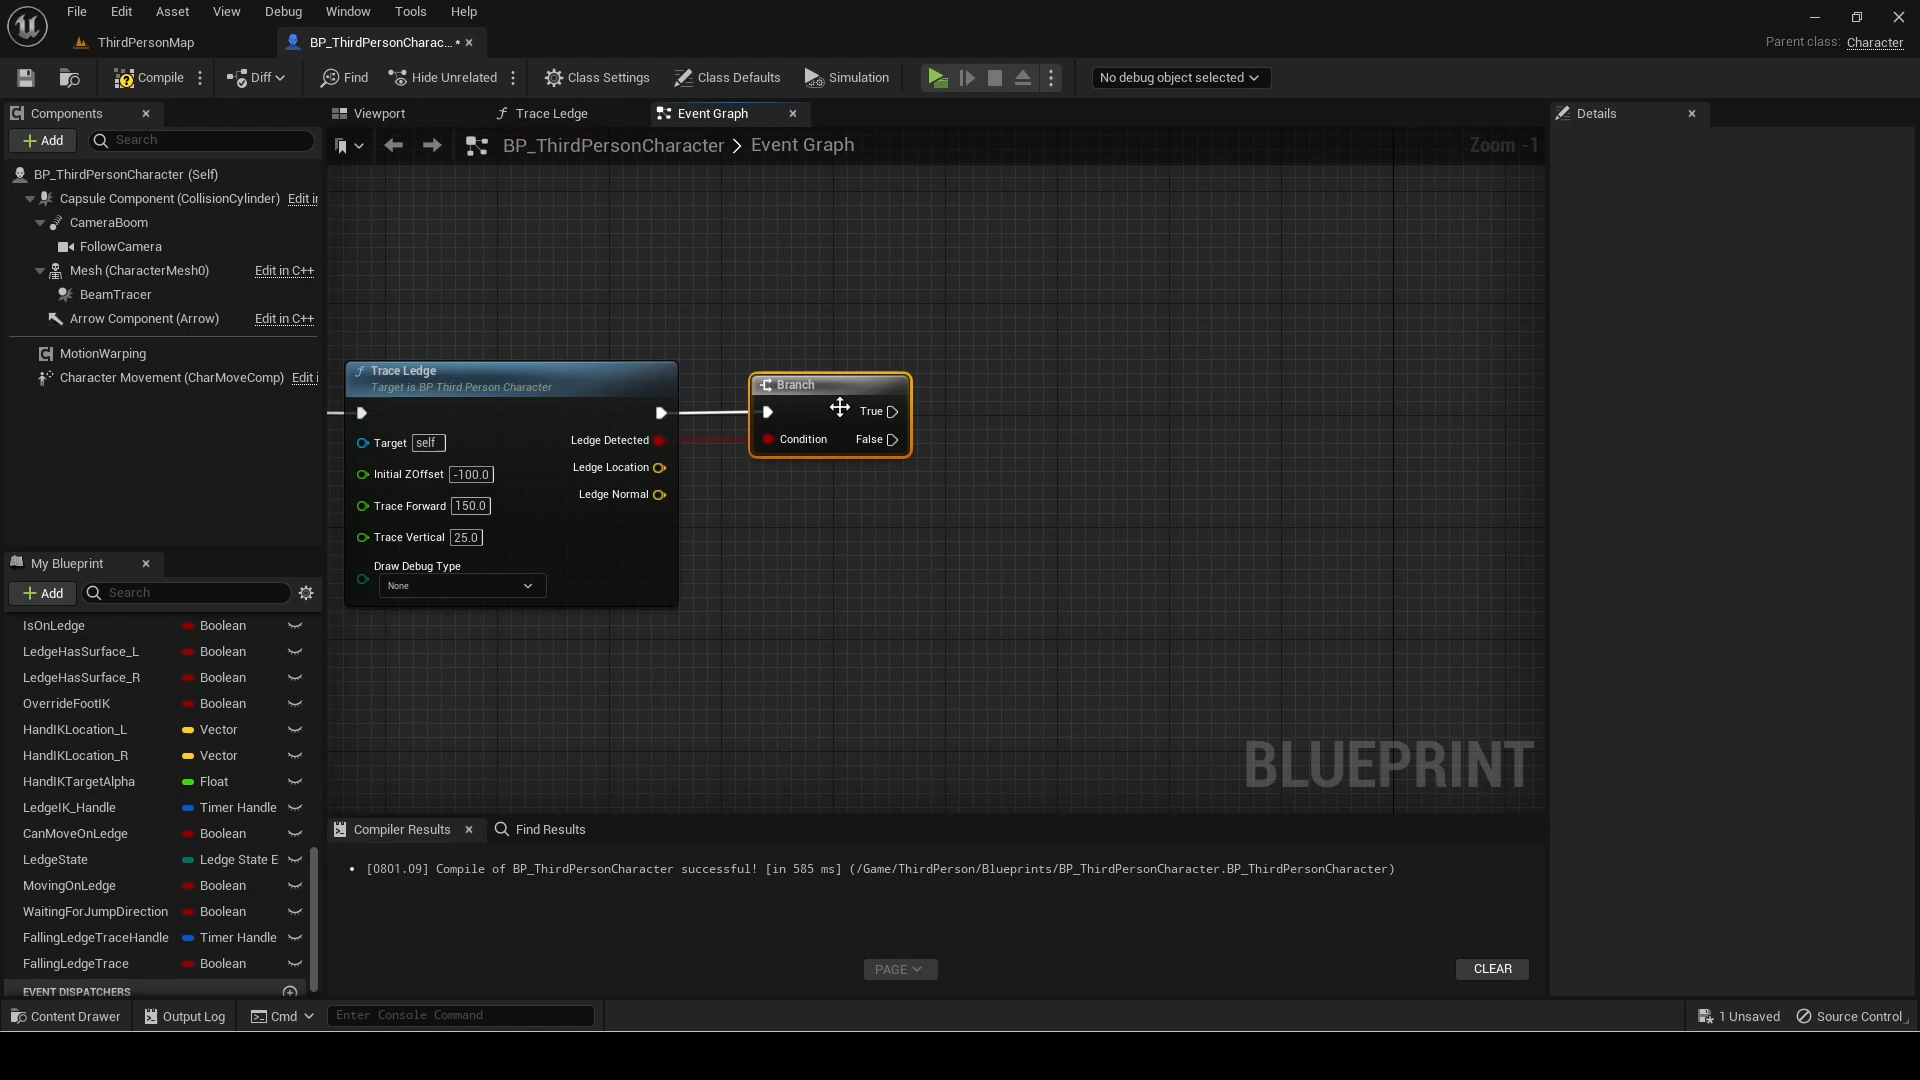 File Edit Asset View Debug Window Tools Help
ThirdPersonMap
BP_ThirdPersonCharac... *
Parent class: Character
Compile
Diff
Find
Hide Unrelated
Class Settings
Class Defaults
Simulation
No debug object selected
Components
Add
Search
BP_ThirdPersonCharacter (Self)
Capsule Component (CollisionCylinder) Edit i
CameraBoom
FollowCamera
Mesh (CharacterMesh0) Edit in C++
BeamTracer
Arrow Component (Arrow) Edit in C++
MotionWarping
Character Movement (CharMoveComp) Edit i
Viewport
Trace Ledge
Event Graph
BP_ThirdPersonCharacter > Event Graph
Zoom -1
Trace Ledge
Target is BP Third Person Character
Target self
Ledge Detected
Initial ZOffset -100.0
Ledge Location
Trace Forward 150.0
Ledge Normal
Trace Vertical 25.0
Draw Debug Type
None
Branch
True
Condition
False
BLUEPRINT
Details
My Blueprint
Add
Search
IsOnLedge Boolean
LedgeHasSurface_L Boolean
LedgeHasSurface_R Boolean
OverrideFootIK Boolean
HandIKLocation_L Vector
HandIKLocation_R Vector
HandIKTargetAlpha Float
LedgeIK_Handle Timer Handle
CanMoveOnLedge Boolean
LedgeState Ledge State E
MovingOnLedge Boolean
WaitingForJumpDirection Boolean
FallingLedgeTraceHandle Timer Handle
FallingLedgeTrace Boolean
EVENT DISPATCHERS
Compiler Results
Find Results
[0801.09] Compile of BP_ThirdPersonCharacter successful! [in 585 ms] (/Game/ThirdPerson/Blueprints/BP_ThirdPersonCharacter.BP_ThirdPersonCharacter)
PAGE
CLEAR
Content Drawer
Output Log
Cmd
Enter Console Command
1 Unsaved
Source Control